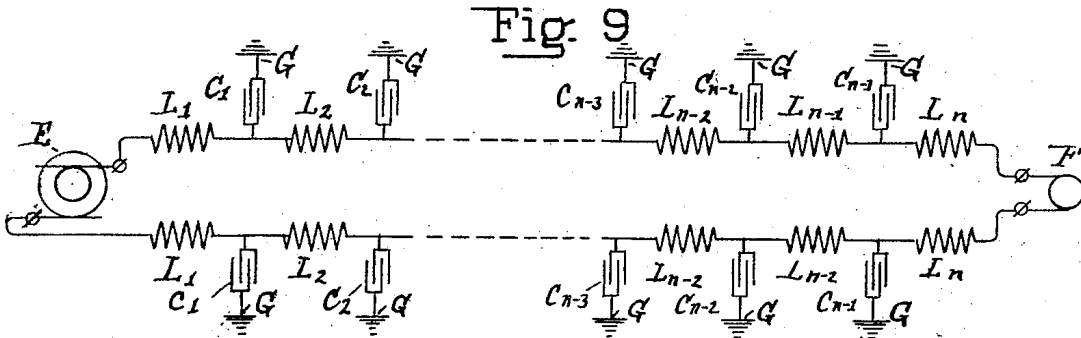 Fig. 9
G G G G G
C1 C2 Cn-3 Cn-2 Cn-1
L1 L2 Ln-2 Ln-1 Ln
E F
L1 L2 Ln-2 Ln-2 Ln
C1 C2 Cn-3 Cn-2 Cn-1
G G G G G